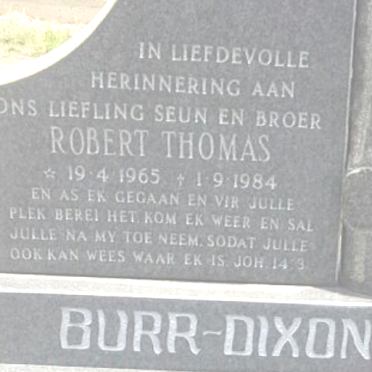 IN LIEFDEVOLLE
HERINNERING AAN
ONS LIEFLING SEUN EN BROER
ROBERT THOMAS
☆ 19·4·1965 † 1·9·1984
EN AS EK GEGAAN EN VIR JULLE
PLEK BEREI HET, KOM EK WEER EN SAL
JULLE NA MY TOE NEEM, SODAT JULLE
OOK KAN WEES WAAR EK IS. JOH. 14:3
BURR-DIXON